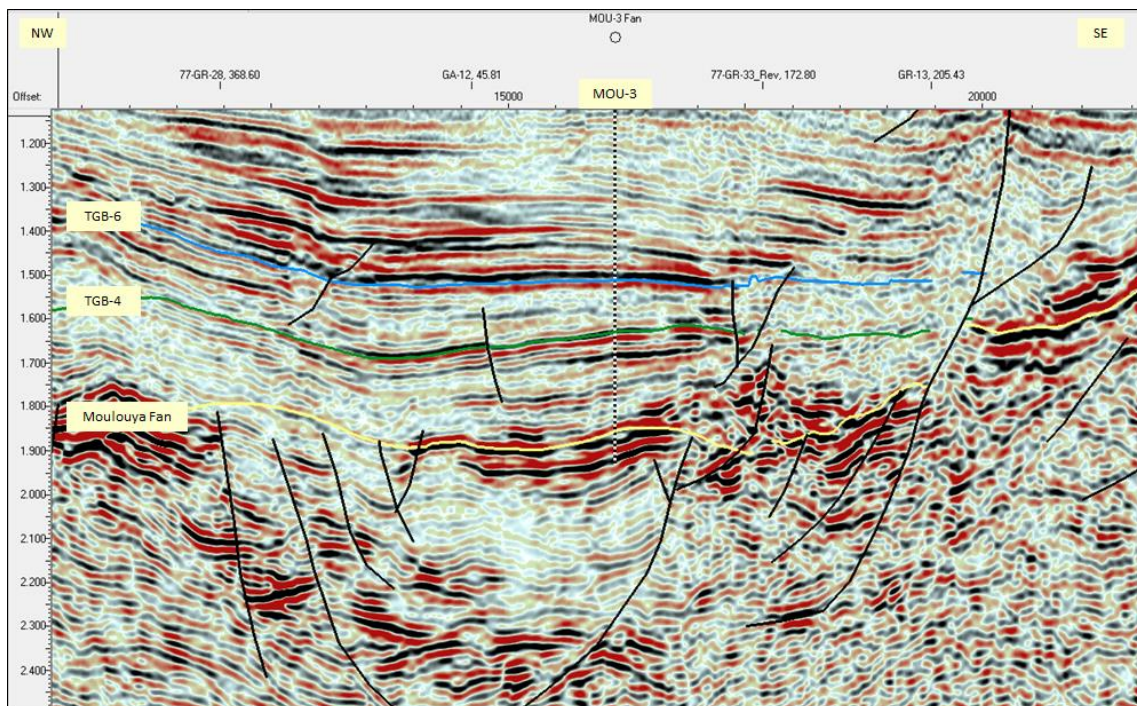 MOU-3 Fan
NW
SE
77-GR-28, 368.60
GA-12, 45.81
77-GR-33_Rev, 172.80
GR-13, 205.43
MOU-3
Offset:
15000
20000
1.200
1.300
TGB-6
1.400
1.500
TGB-4
1.600
1.700
1.800
Moulouya Fan
1.900
2.000
2.100
2.200
2.300
2.400